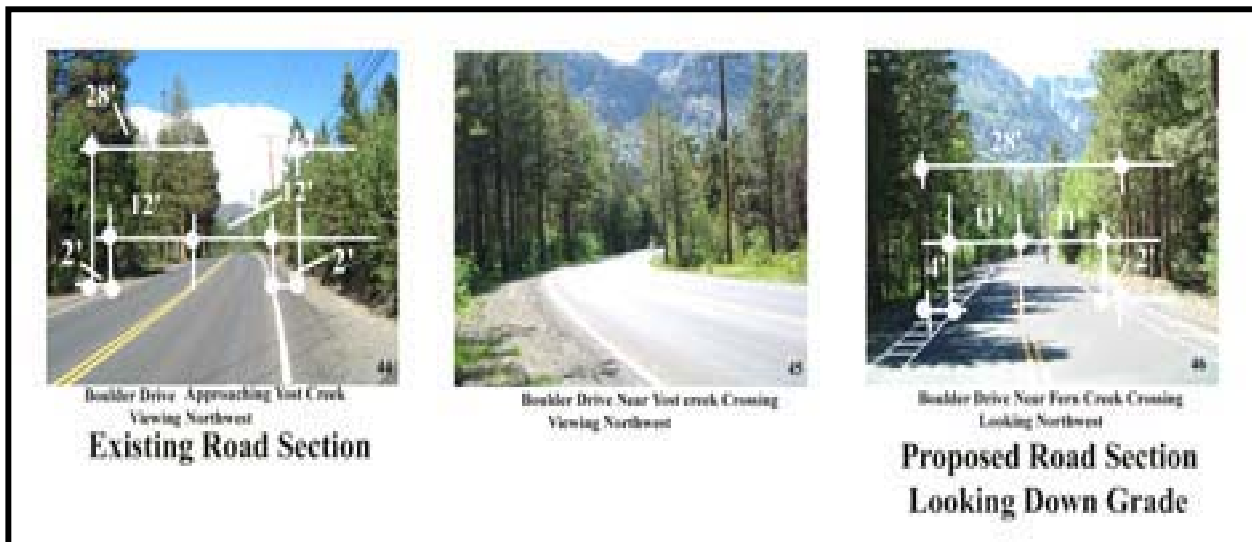 28'
12'
12'
2'
2'
44
Boulder Drive Approaching Yost Creek
Viewing Northwest
Existing Road Section
45
Boulder Drive Near Yost creek Crossing
Viewing Northwest
28'
11'
11'
4'
2'
46
Boulder Drive Near Fern Creek Crossing
Looking Northwest
Proposed Road Section
Looking Down Grade